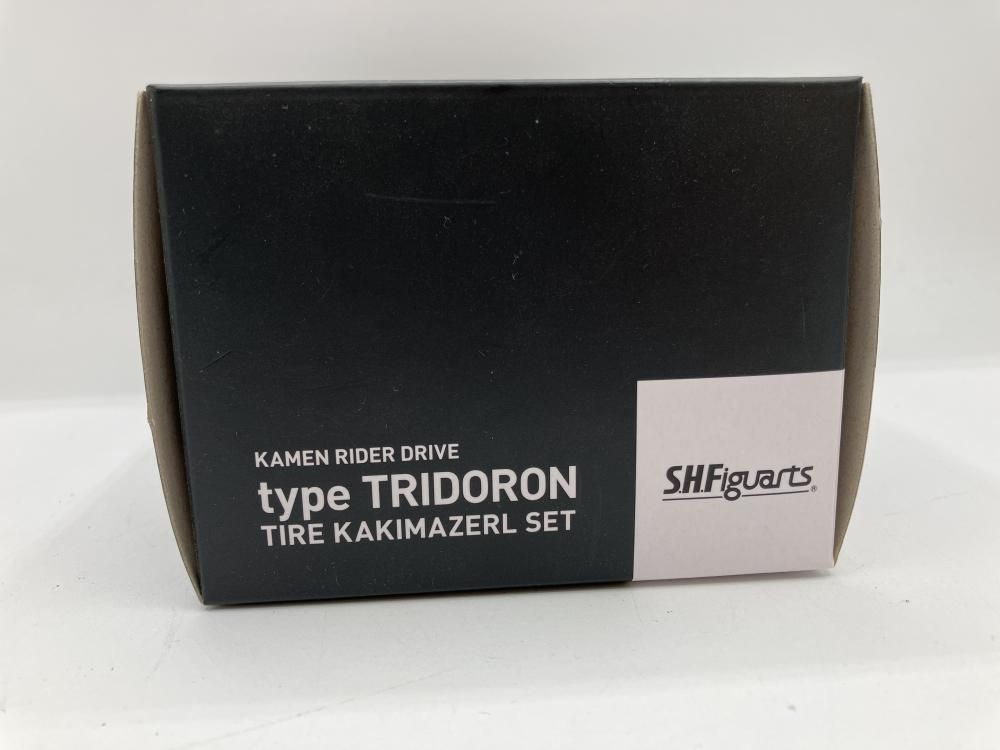 KAMEN RIDER DRIVE
type TRIDORON
TIRE KAKIMAZERL SET
S.H.Figuarts®